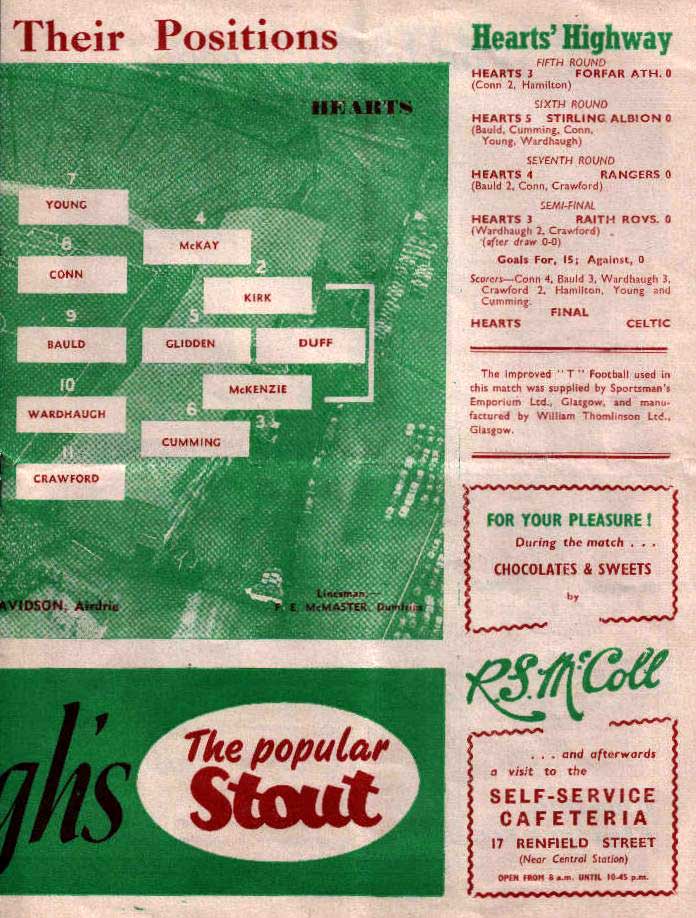 Their Positions
HEARTS
7
YOUNG
4
McKAY
8
CONN
2
KIRK
9
BAULD
5
GLIDDEN
DUFF
10
WARDHAUGH
McKENZIE
3
6
CUMMING
11
CRAWFORD
AVIDSON, Airdrie
Linesman,—
F. E. McMASTER, Dumfries
gh's
The popular
Stout
Hearts' Highway
FIFTH ROUND
HEARTS 3 FORFAR ATH. 0
(Conn 2, Hamilton)
SIXTH ROUND
HEARTS 5 STIRLING ALBION 0
(Bauld, Cumming, Conn,
Young, Wardhaugh)
SEVENTH ROUND
HEARTS 4 RANGERS 0
(Bauld 2, Conn, Crawford)
SEMI-FINAL
HEARTS 3 RAITH ROVS. 0
(Wardhaugh 2, Crawford)
(after draw 0-0)
Goals For, 15; Against, 0
Scorers—Conn 4, Bauld 3, Wardhaugh 3,
Crawford 2, Hamilton, Young and
Cumming.
FINAL
HEARTS CELTIC
The improved "T" Football used in
this match was supplied by Sportsman's
Emporium Ltd., Glasgow, and manu-
factured by William Thomlinson Ltd.,
Glasgow.
FOR YOUR PLEASURE!
During the match . . .
CHOCOLATES & SWEETS
by
R.S. McColl
. . . and afterwards
a visit to the
SELF-SERVICE
CAFETERIA
17 RENFIELD STREET
(Near Central Station)
OPEN FROM 8 a.m. UNTIL 10-45 p.m.